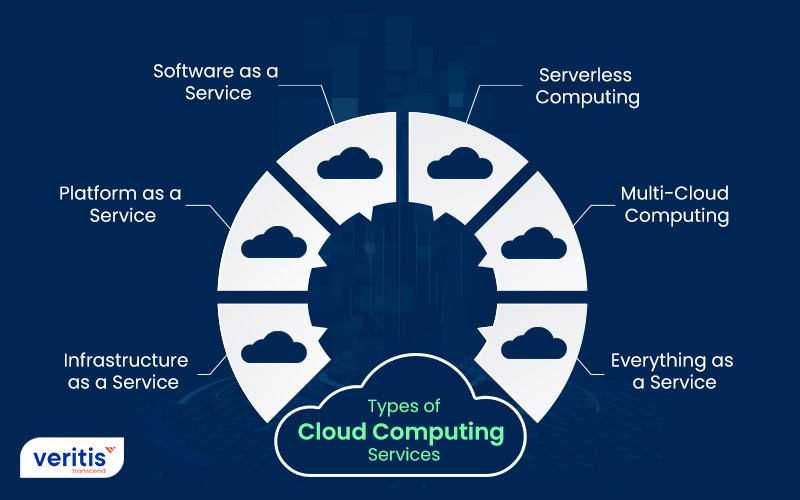 Software as a
Service
Serverless
Computing
Platform as a
Service
Multi-Cloud
Computing
Infrastructure
as a Service
Everything as
a Service
Types of
Cloud Computing
Services
veritis
transcend